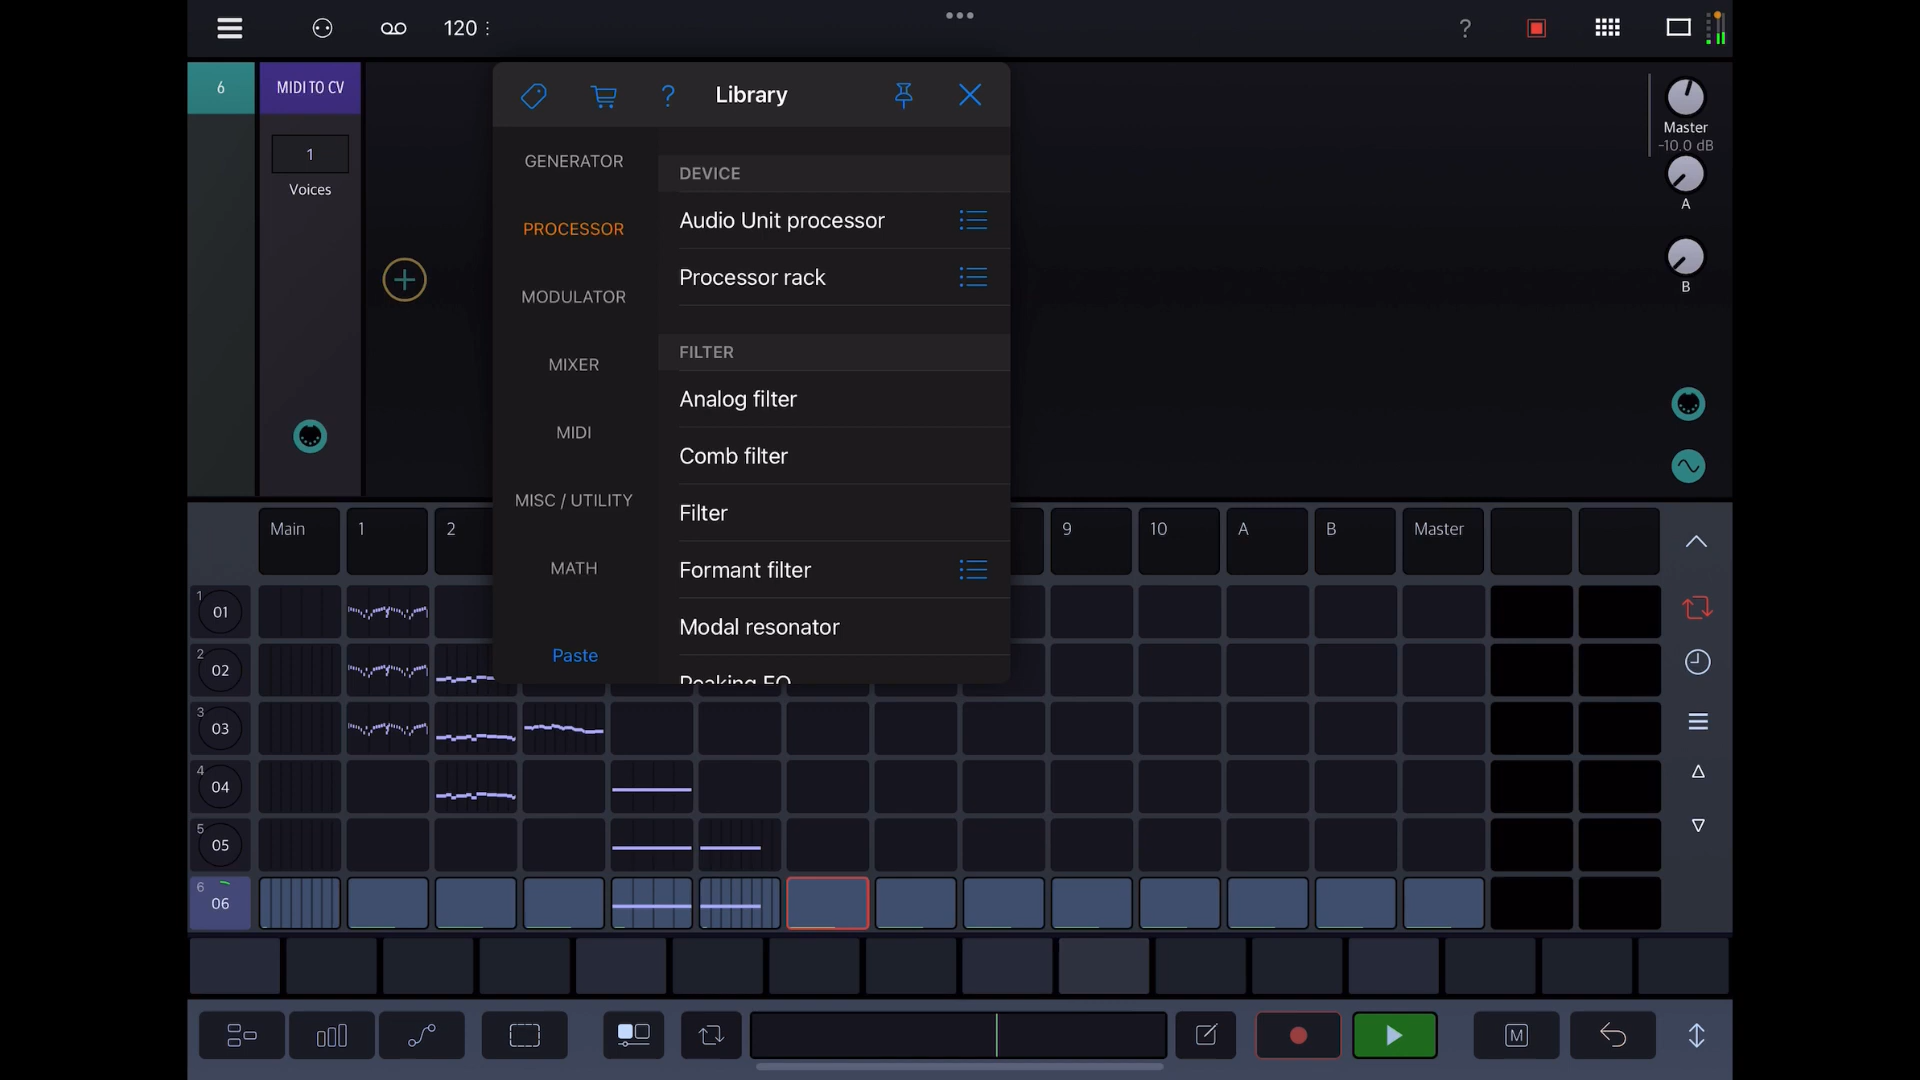 120
?
6
MIDI TO CV
1
Voices
?
Library
GENERATOR
PROCESSOR
MODULATOR
MIXER
MIDI
MISC / UTILITY
MATH
Paste
DEVICE
Audio Unit processor
Processor rack
FILTER
Analog filter
Comb filter
Filter
Formant filter
Modal resonator
Peaking EQ
Master
-10.0 dB
A
B
Main
1
2
9
10
A
B
Master
1
01
2
02
3
03
4
04
5
05
6
06
M